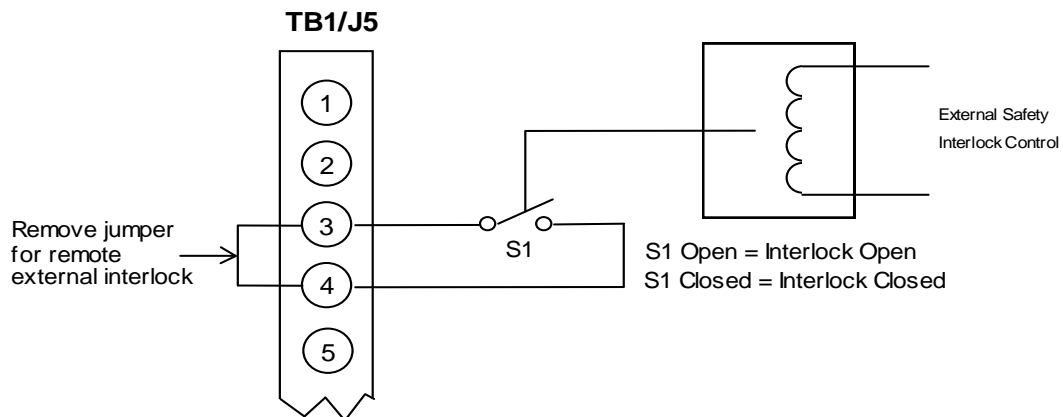 TB1/J5
1
2
3
4
5
Remove jumper
for remote
external interlock
S1
External Safety
Interlock Control
S1 Open = Interlock Open
S1 Closed = Interlock Closed